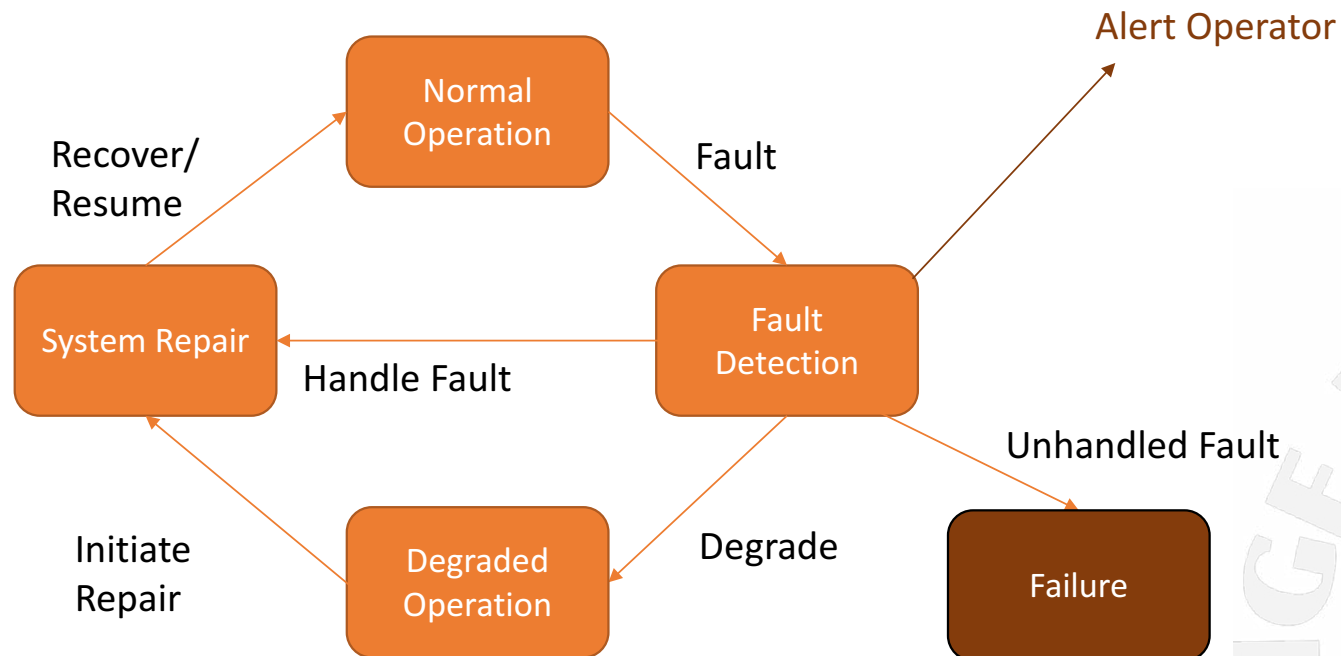 Alert Operator
Normal
Operation
Recover/
Resume
Fault
System Repair
Fault
Detection
Handle Fault
Unhandled Fault
Initiate
Repair
Degraded
Operation
Degrade
Failure